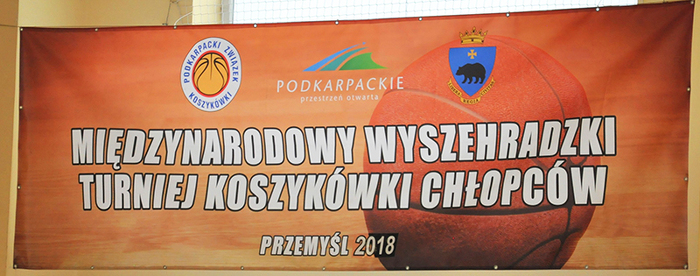 PODKARPACKI ZWIĄZEK
KOSZYKÓWKI
PODKARPACKIE
przestrzeń otwarta
MIĘDZYNARODOWY WYSZEHRADZKI
TURNIEJ KOSZYKÓWKI CHŁOPCÓW
PRZEMYŚL 2018